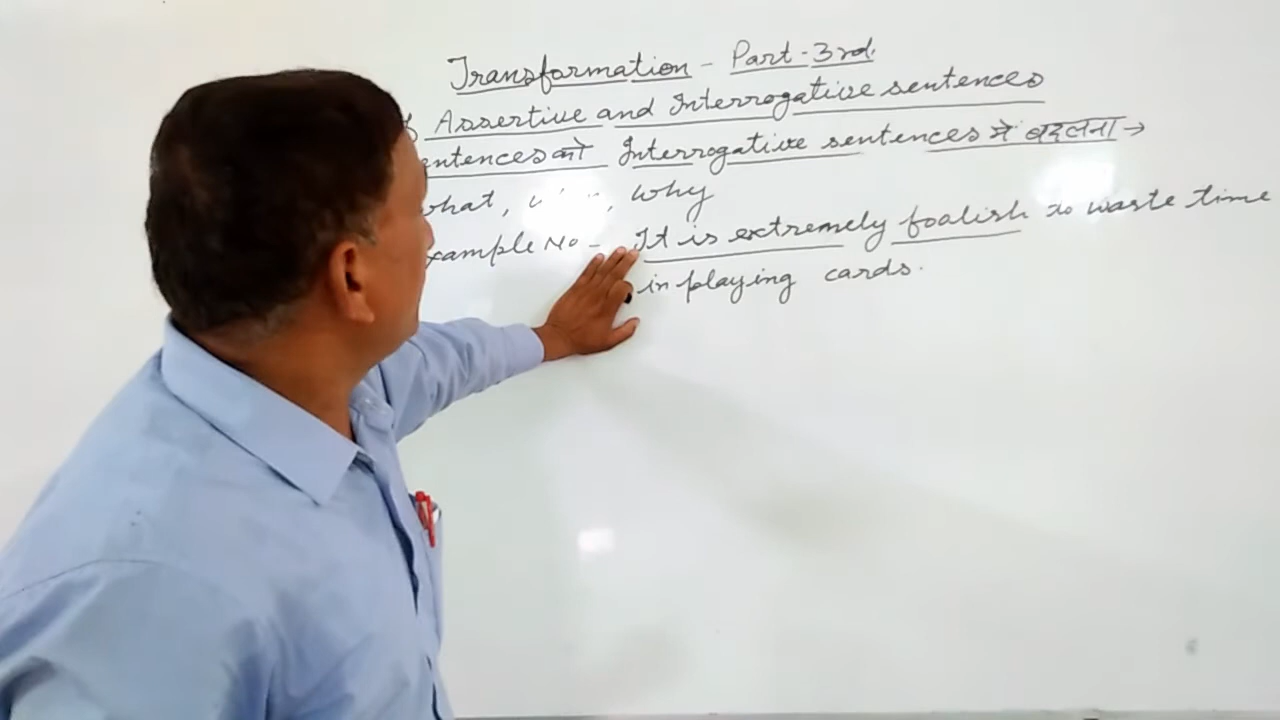 Transformation - Part-3rd.
Assertive and Interrogative sentences
entences को Interrogative sentences में बदलना →
what, , why
xample No - It is extremely foolish to waste time
in playing cards.